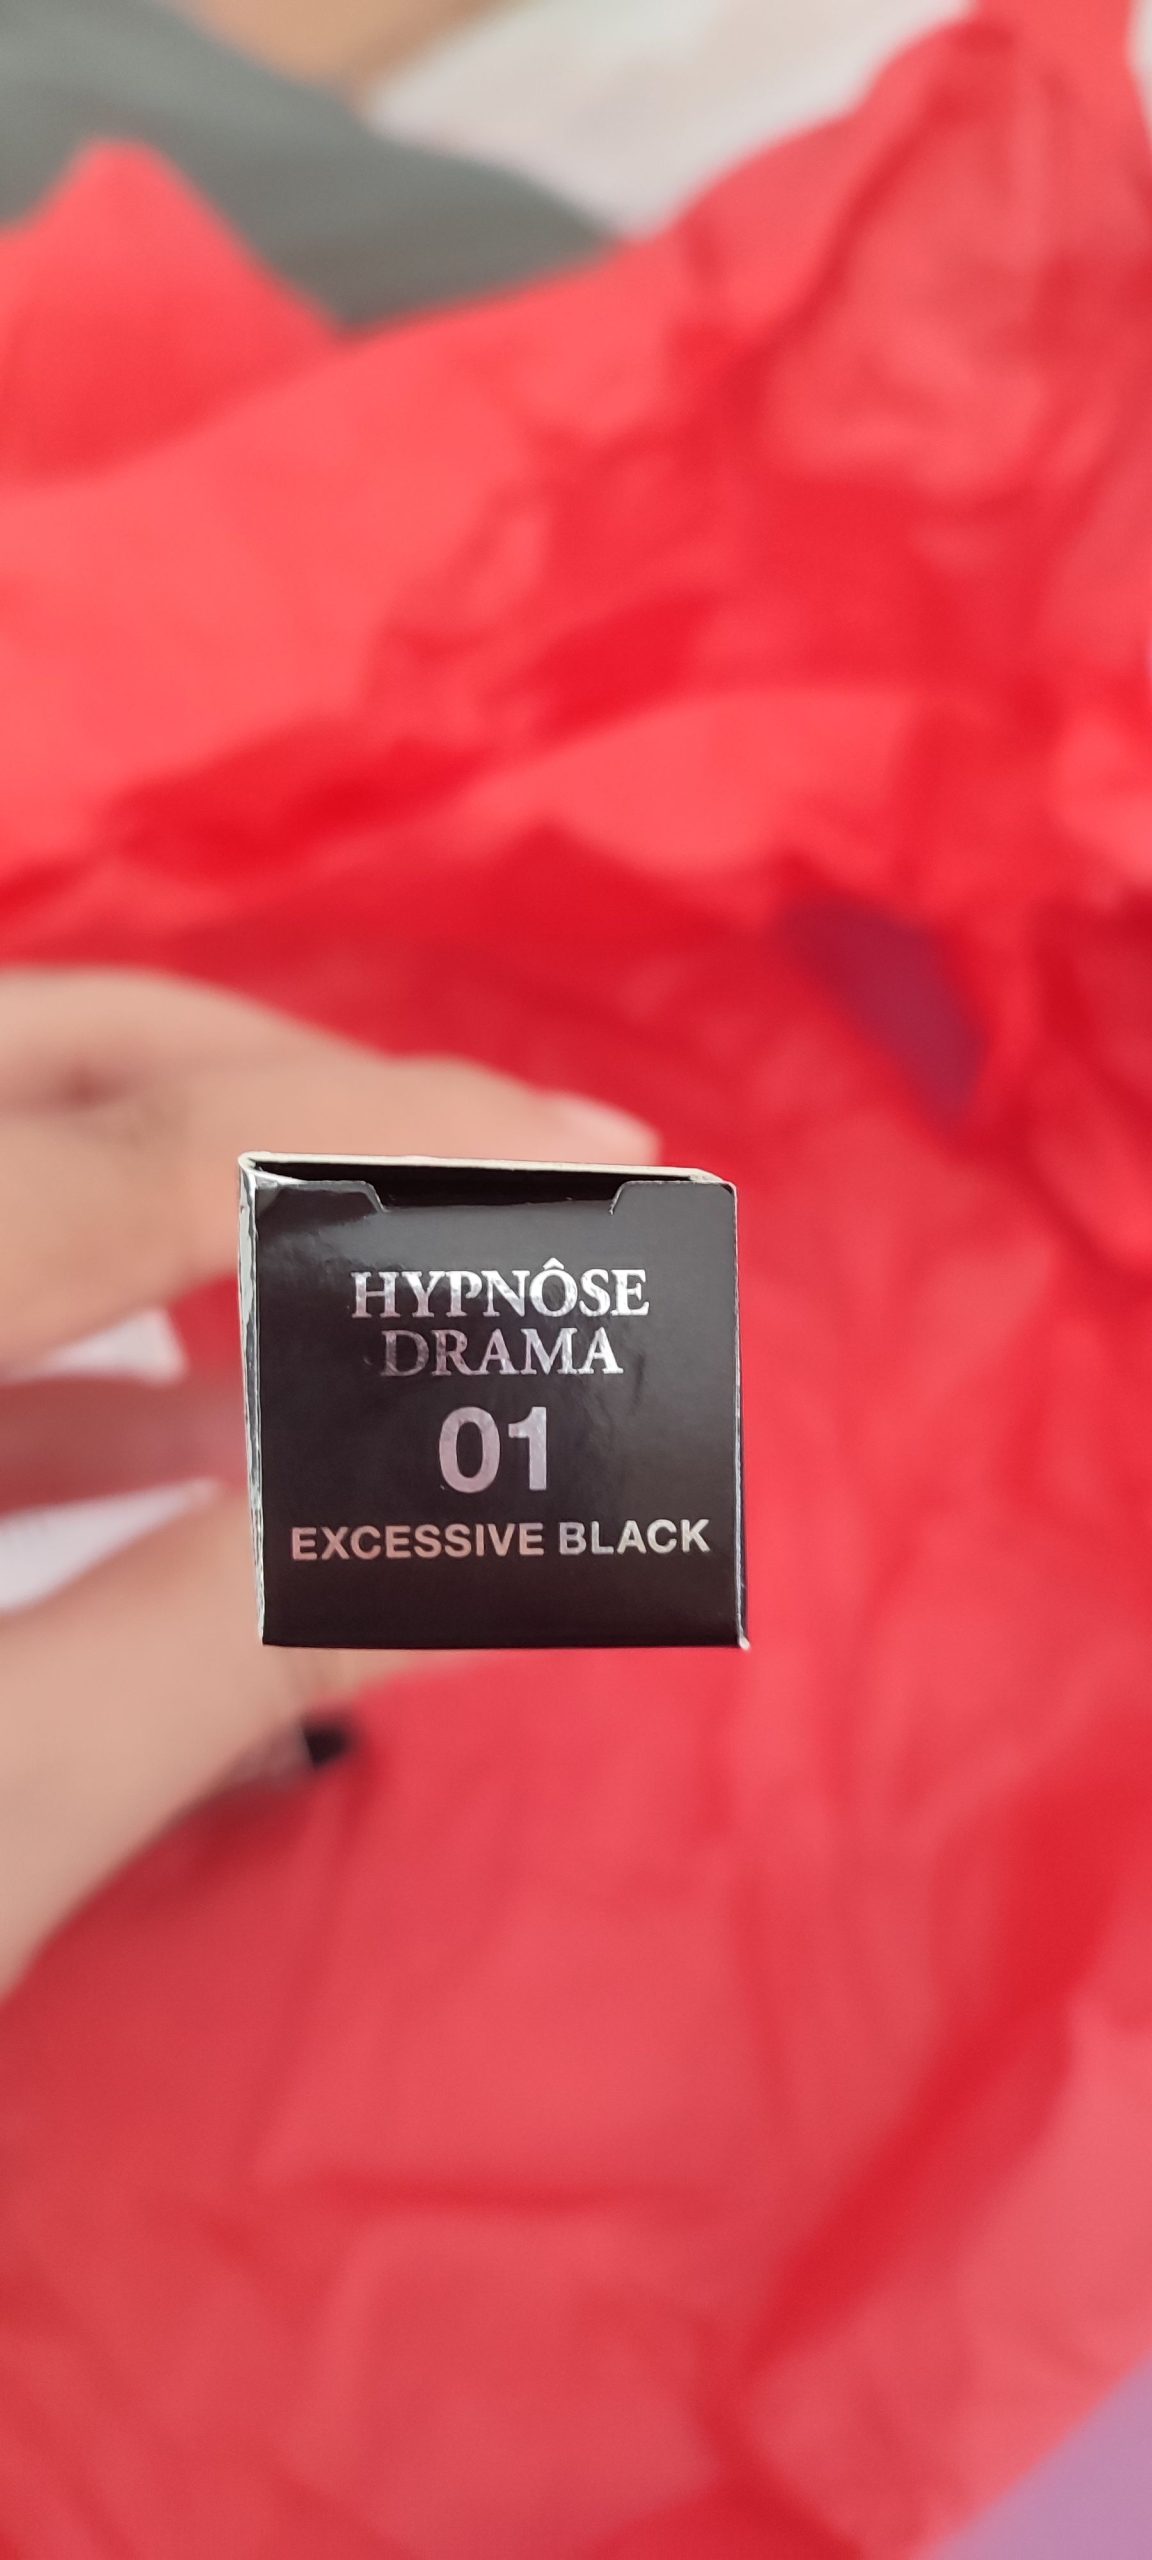 HYPNÔSE
DRAMA
01
EXCESSIVE BLACK